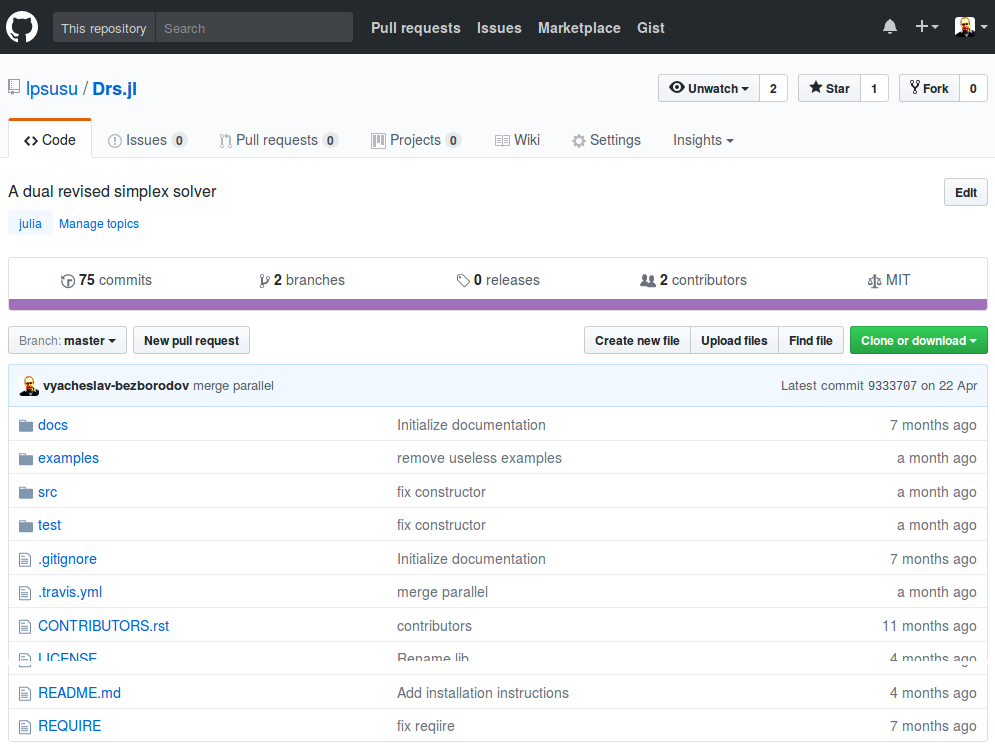 This repository Search Pull requests Issues Marketplace Gist
lpsusu / Drs.jl Unwatch 2 Star 1 Fork 0
Code Issues 0 Pull requests 0 Projects 0 Wiki Settings Insights
A dual revised simplex solver Edit
julia Manage topics
75 commits 2 branches 0 releases 2 contributors MIT
Branch: master New pull request Create new file Upload files Find file Clone or download
vyacheslav-bezborodov merge parallel Latest commit 9333707 on 22 Apr
docs Initialize documentation 7 months ago
examples remove useless examples a month ago
src fix constructor a month ago
test fix constructor a month ago
.gitignore Initialize documentation 7 months ago
.travis.yml merge parallel a month ago
CONTRIBUTORS.rst contributors 11 months ago
LICENSE Rename lib 4 months ago
README.md Add installation instructions 4 months ago
REQUIRE fix reqiire 7 months ago